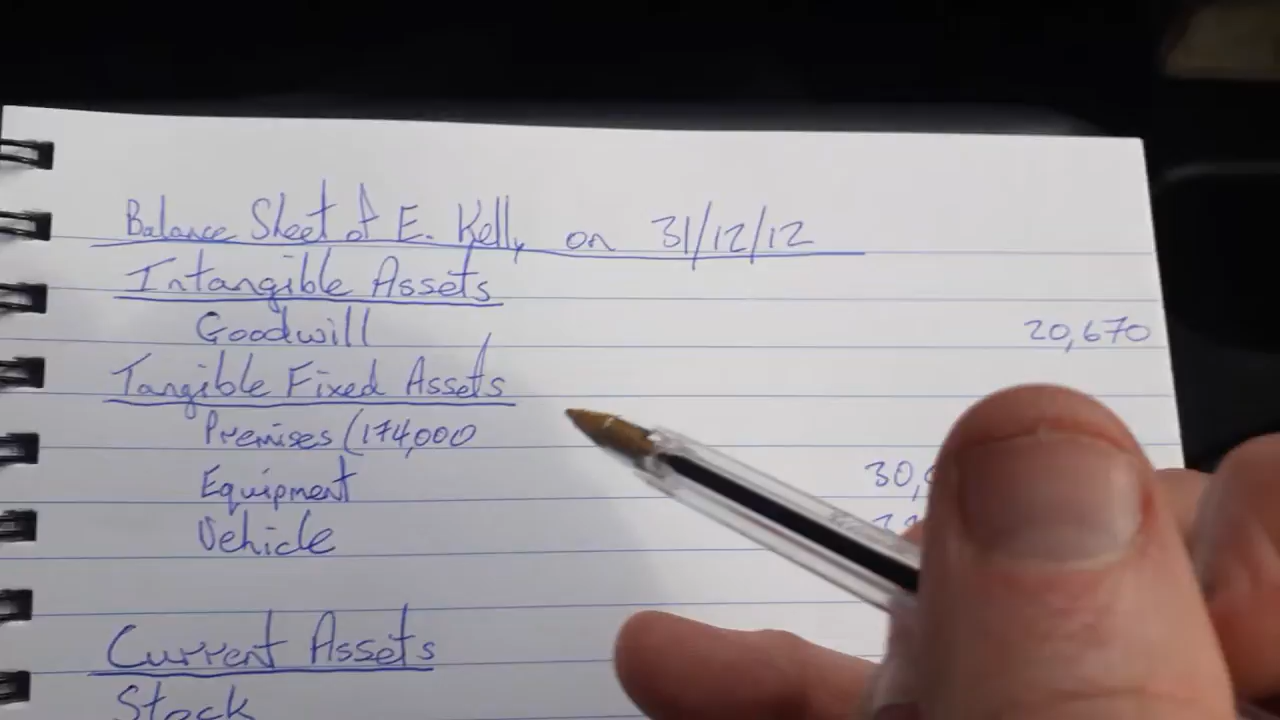 Balance Sheet of E. Kelly on 31/12/12
Intangible Assets
Goodwill 20,670
Tangible Fixed Assets
Premises (174,000
Equipment 30,
Vehicle
Current Assets
Stock